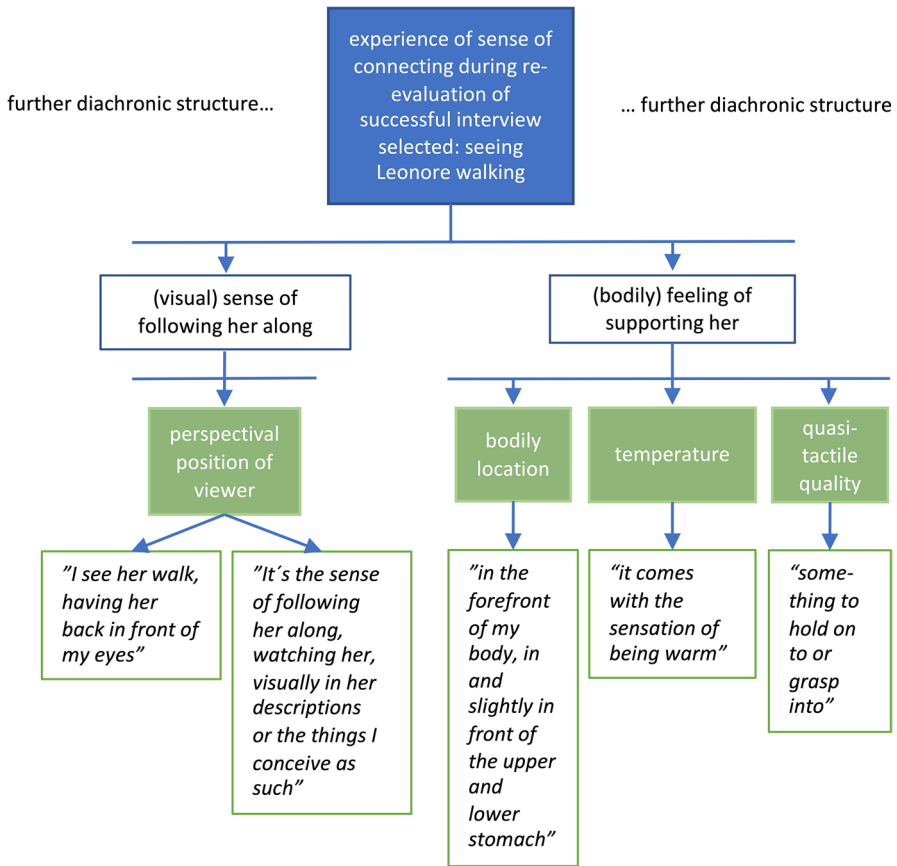 experience of sense of
connecting during re-
evaluation of
successful interview
selected: seeing
Leonore walking
further diachronic structure…
… further diachronic structure
(visual) sense of
following her along
(bodily) feeling of
supporting her
perspectival
position of
viewer
bodily
location
temperature
quasi-
tactile
quality
”I see her walk,
having her
back in front of
my eyes”
”It´s the sense
of following
her along,
watching her,
visually in her
descriptions
or the things I
conceive as
such”
”in the
forefront
of my
body, in
and
slightly in
front of
the upper
and
lower
stomach”
“it comes
with the
sensation of
being warm”
“some-
thing to
hold on
to or
grasp
into”